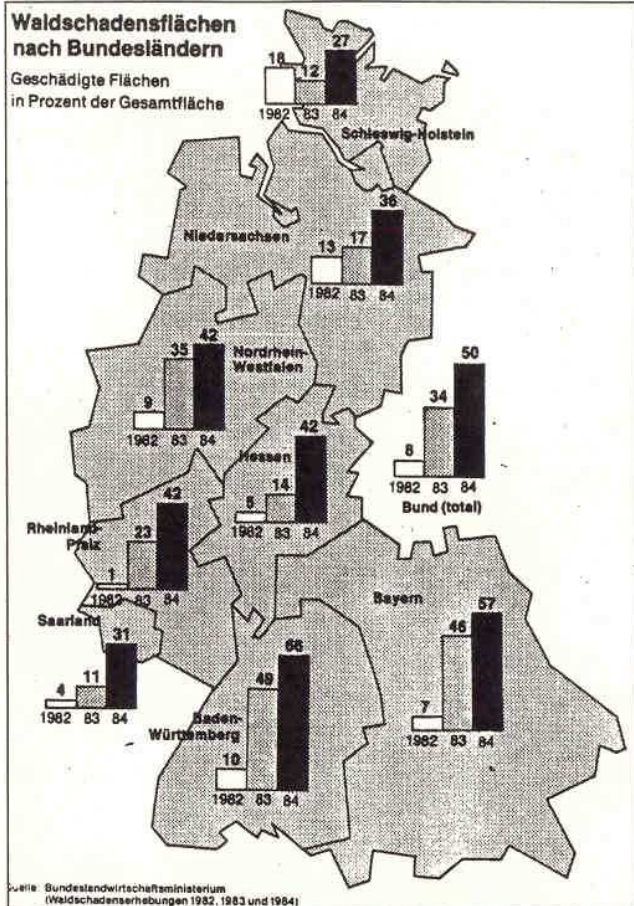 Waldschadensflächen
nach Bundesländern
Geschädigte Flächen
in Prozent der Gesamtfläche
18 12 27
1982 83 84
Schleswig-Holstein
Niedersachsen
13 17 36
1982 83 84
Nordrhein-
Westfalen
9 35 42
1982 83 84
Hessen
5 14 42
1982 83 84
8 34 50
1982 83 84
Bund (total)
Rheinland-
Pfalz
1 23 42
1982 83 84
Saarland
4 11 31
1982 83 84
Bayern
7 46 57
1982 83 84
Baden-
Württemberg
10 49 66
1982 83 84
Quelle: Bundeslandwirtschaftsministerium
(Waldschadenserhebungen 1982, 1983 und 1984)